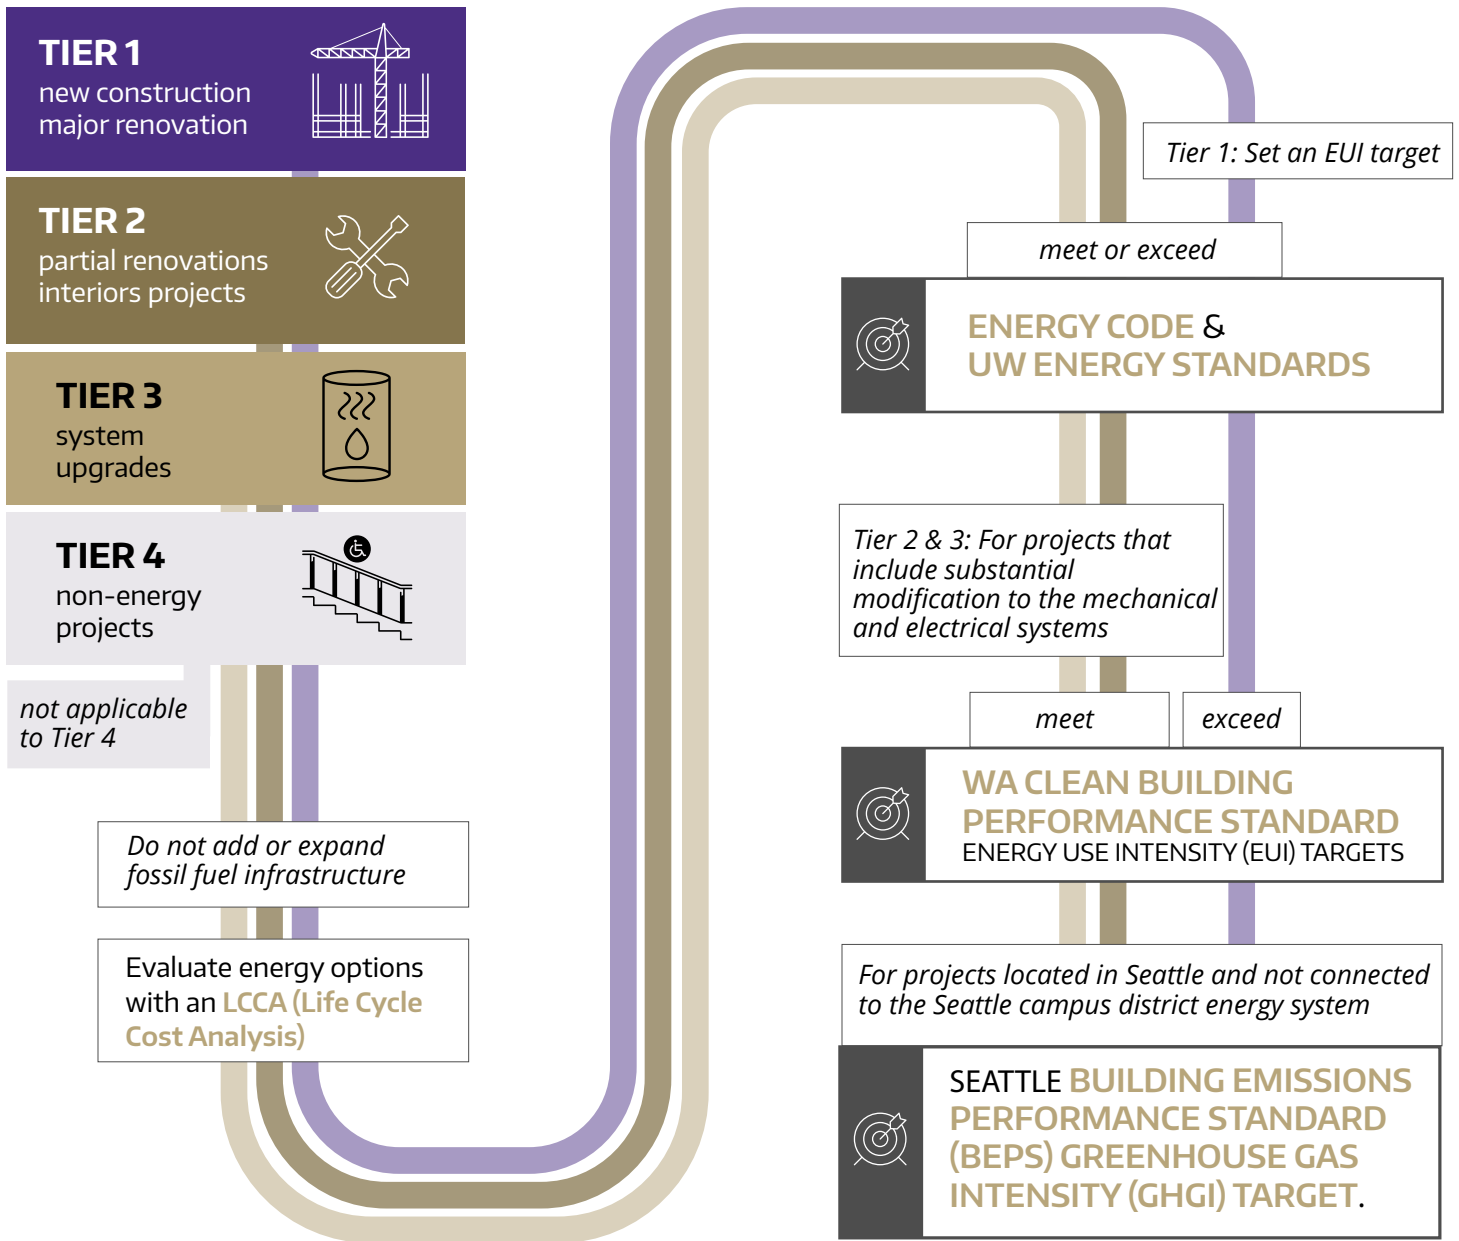 TIER 1
new construction
major renovation
TIER 2
partial renovations
interiors projects
TIER 3
system
upgrades
TIER 4
non-energy
projects
not applicable
to Tier 4
Do not add or expand
fossil fuel infrastructure
Evaluate energy options
with an LCCA (Life Cycle
Cost Analysis)
Tier 1: Set an EUI target
meet or exceed
ENERGY CODE &
UW ENERGY STANDARDS
Tier 2 & 3: For projects that
include substantial
modification to the mechanical
and electrical systems
meet
exceed
WA CLEAN BUILDING
PERFORMANCE STANDARD
ENERGY USE INTENSITY (EUI) TARGETS
For projects located in Seattle and not connected
to the Seattle campus district energy system
SEATTLE BUILDING EMISSIONS
PERFORMANCE STANDARD
(BEPS) GREENHOUSE GAS
INTENSITY (GHGI) TARGET.